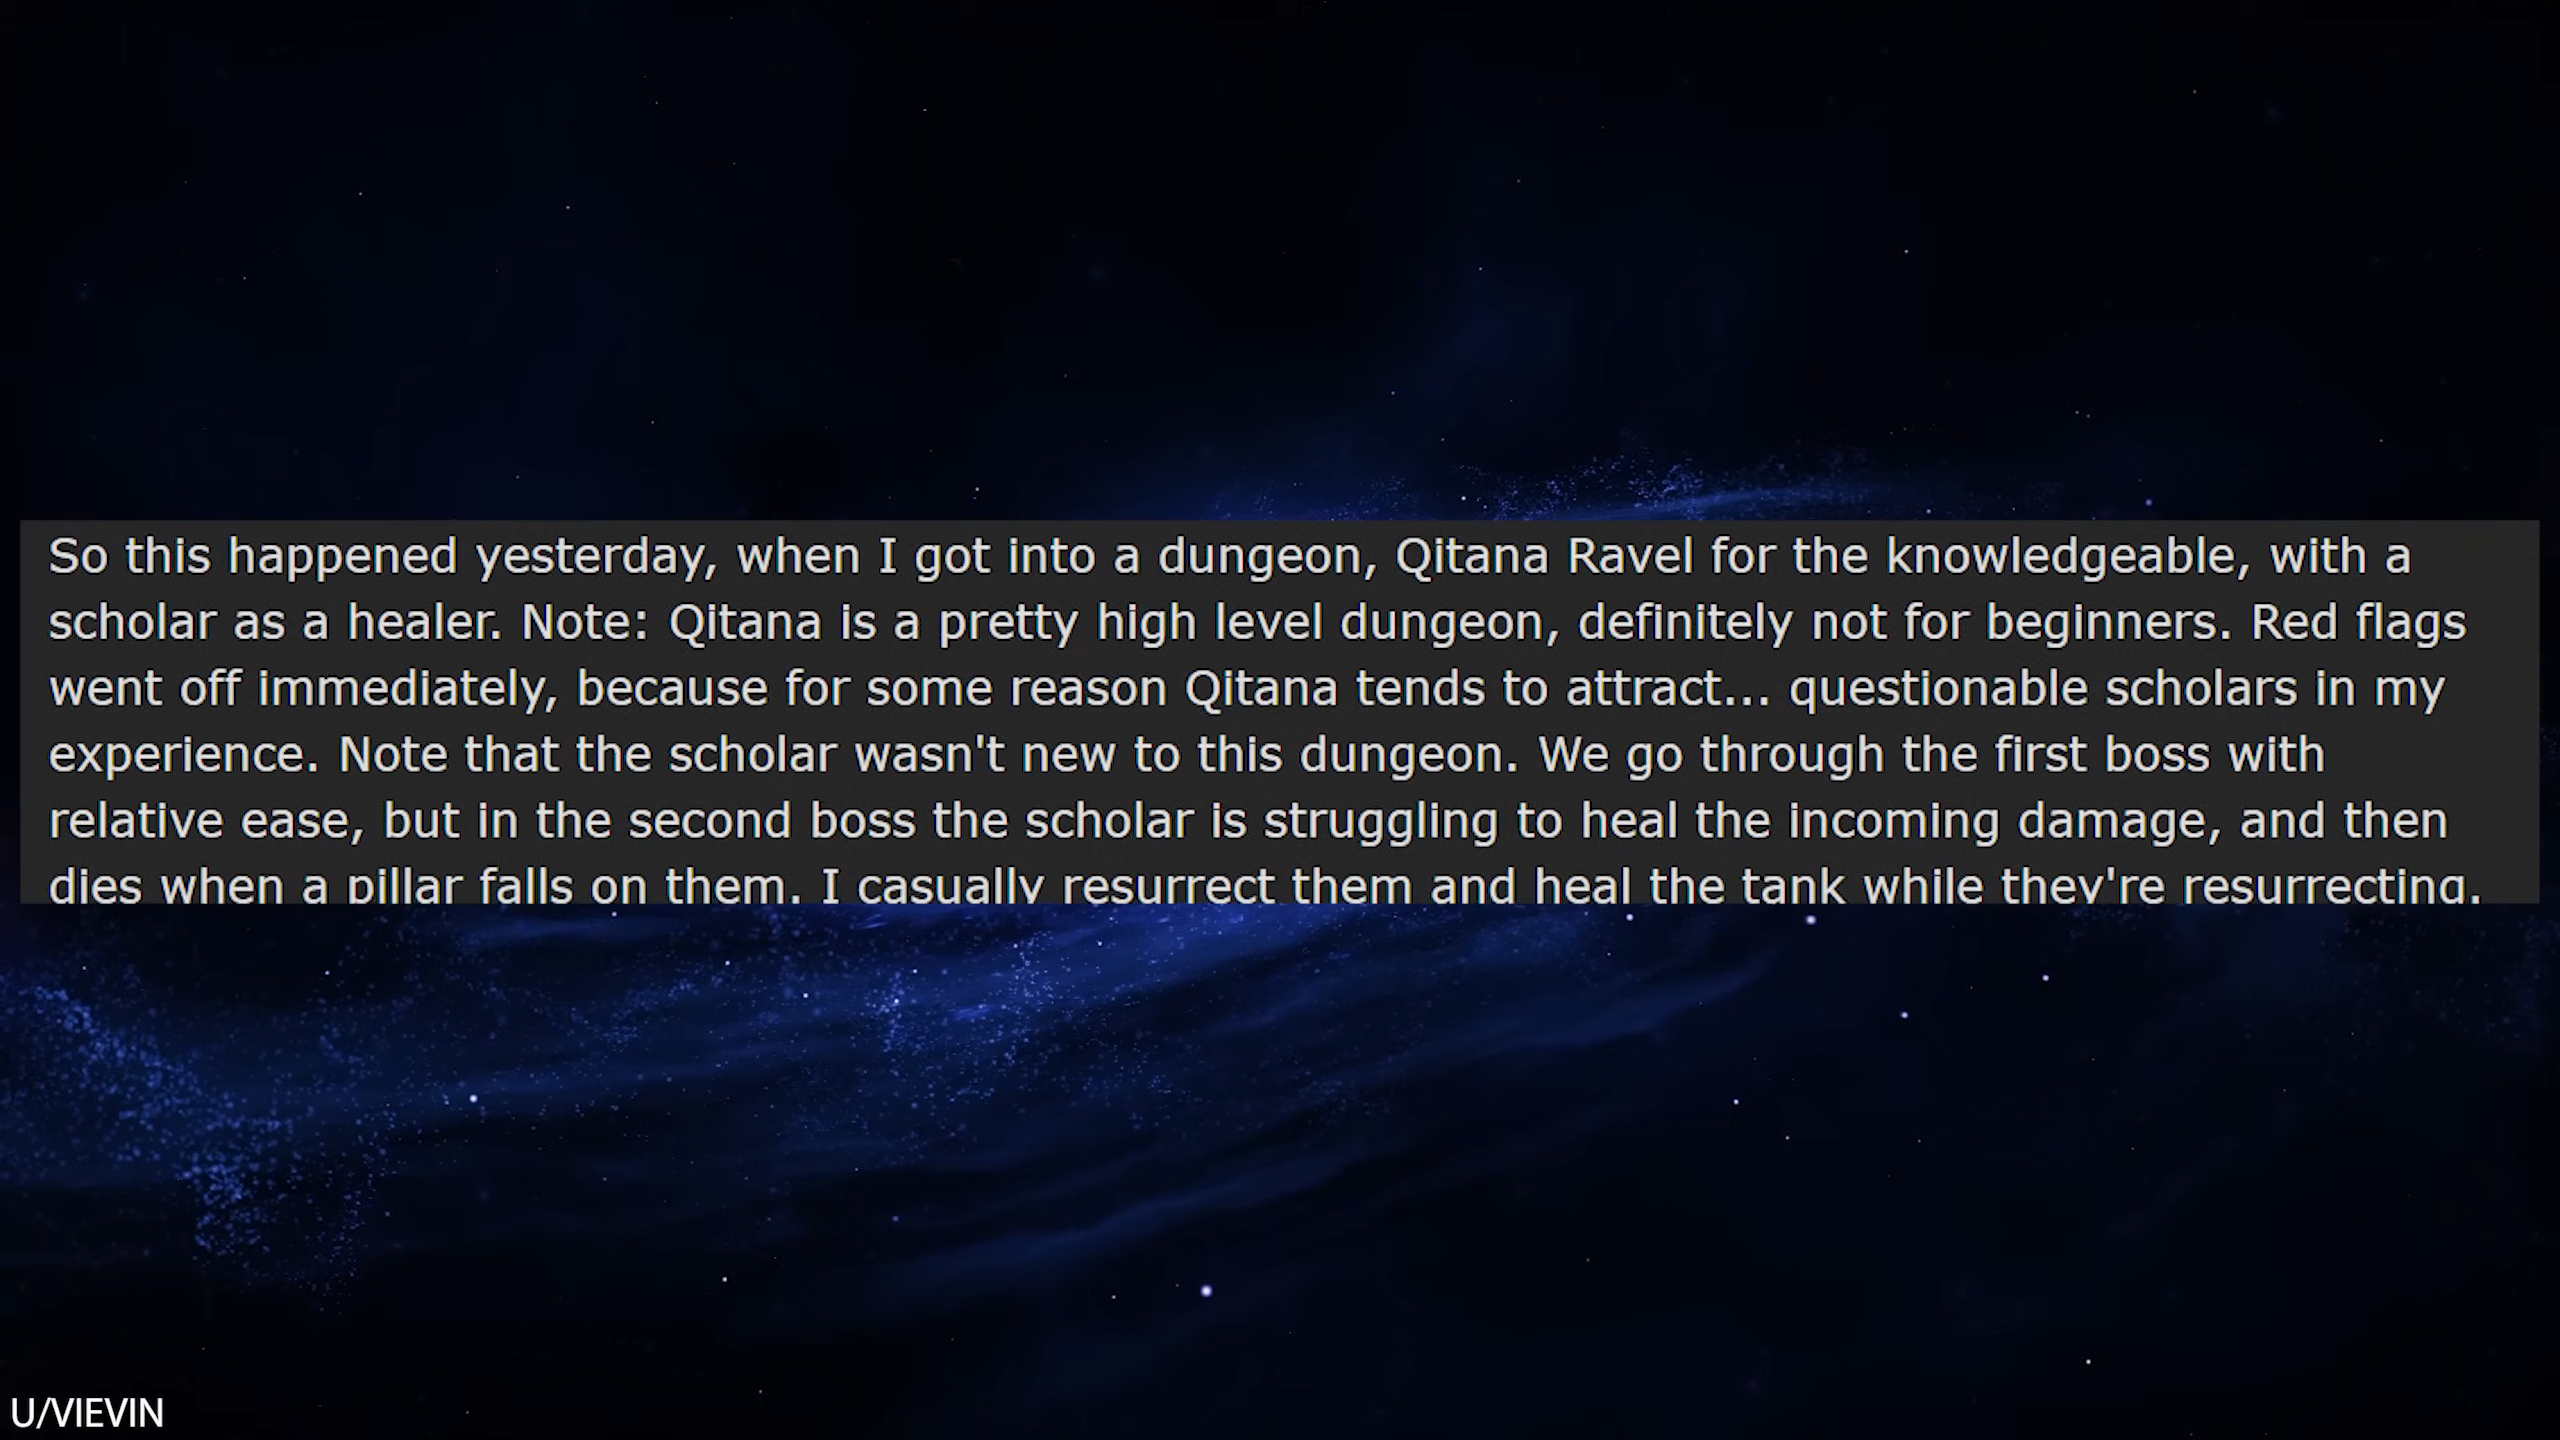 So this happened yesterday, when I got into a dungeon, Qitana Ravel for the knowledgeable, with a
scholar as a healer. Note: Qitana is a pretty high level dungeon, definitely not for beginners. Red flags
went off immediately, because for some reason Qitana tends to attract... questionable scholars in my
experience. Note that the scholar wasn't new to this dungeon. We go through the first boss with
relative ease, but in the second boss the scholar is struggling to heal the incoming damage, and then
dies when a pillar falls on them. I casually resurrect them and heal the tank while they're resurrecting.
U/VIEVIN